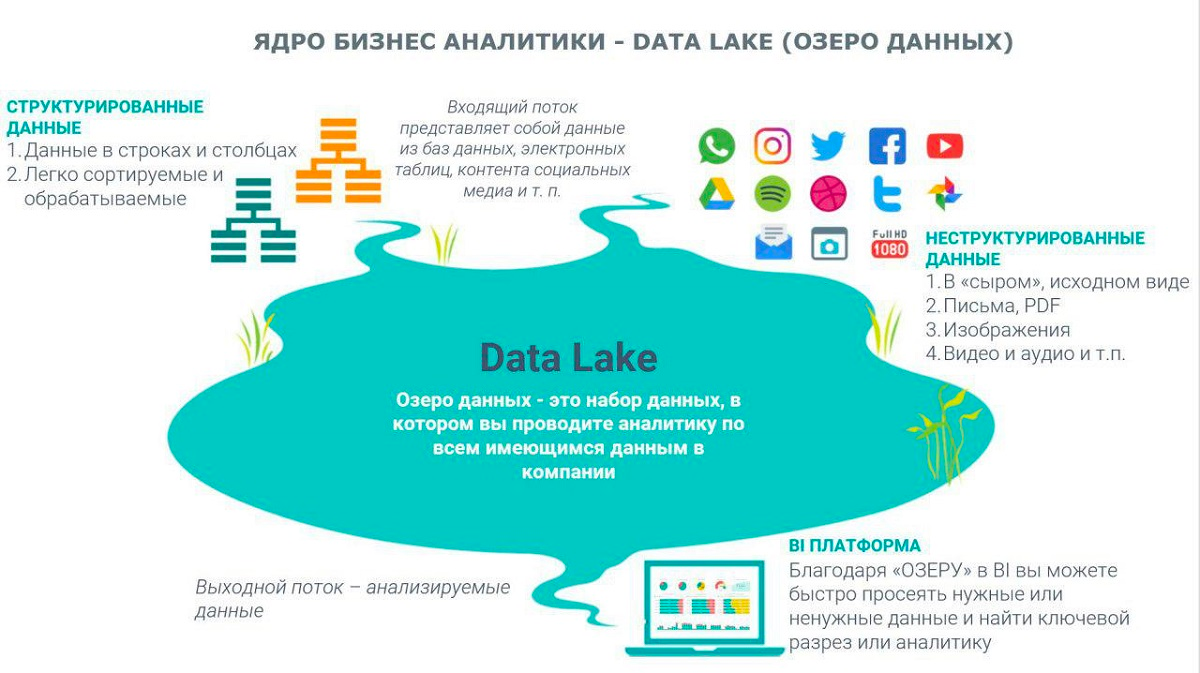 ЯДРО БИЗНЕС АНАЛИТИКИ – DATA LAKE (ОЗЕРО ДАННЫХ)
СТРУКТУРИРОВАННЫЕ
ДАННЫЕ
1. Данные в строках и столбцах
2. Легко сортируемые и
обрабатываемые
Входящий поток
представляет собой данные
из баз данных, электронных
таблиц, контента социальных
медиа и т. п.
Full HD
1080
НЕСТРУКТУРИРОВАННЫЕ
ДАННЫЕ
1. В «сыром», исходном виде
2. Письма, PDF
3. Изображения
4. Видео и аудио и т.п.
Data Lake
Озеро данных - это набор данных, в
котором вы проводите аналитику по
всем имеющимся данным в
компании
Выходной поток – анализируемые
данные
BI ПЛАТФОРМА
Благодаря «ОЗЕРУ» в BI вы можете
быстро просеять нужные или
ненужные данные и найти ключевой
разрез или аналитику